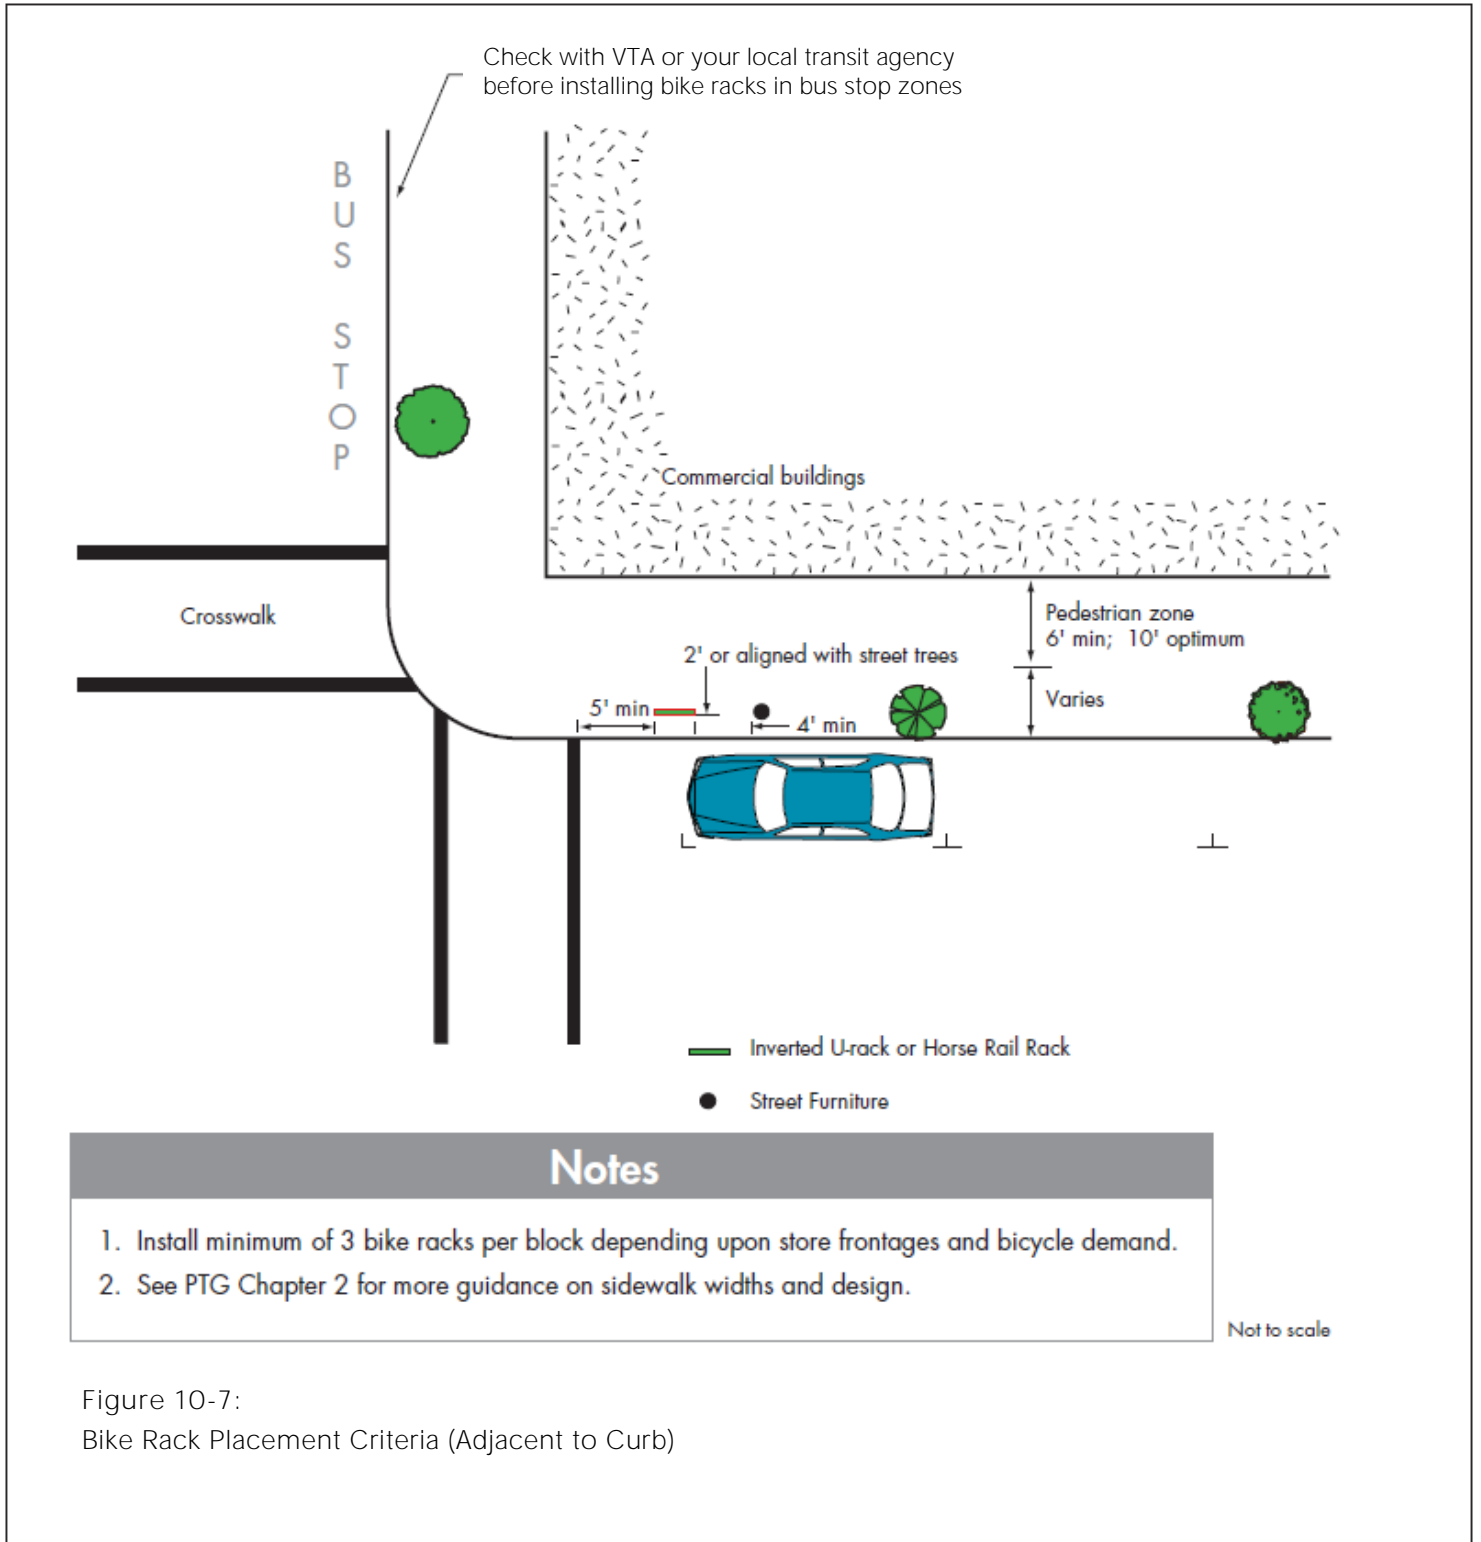 Check with VTA or your local transit agency
before installing bike racks in bus stop zones
BUS STOP
Commercial buildings
Crosswalk
Pedestrian zone
6' min; 10' optimum
2' or aligned with street trees
Varies
5' min
4' min
Inverted U-rack or Horse Rail Rack
Street Furniture
Notes
1. Install minimum of 3 bike racks per block depending upon store frontages and bicycle demand.
2. See PTG Chapter 2 for more guidance on sidewalk widths and design.
Not to scale
Figure 10-7:
Bike Rack Placement Criteria (Adjacent to Curb)